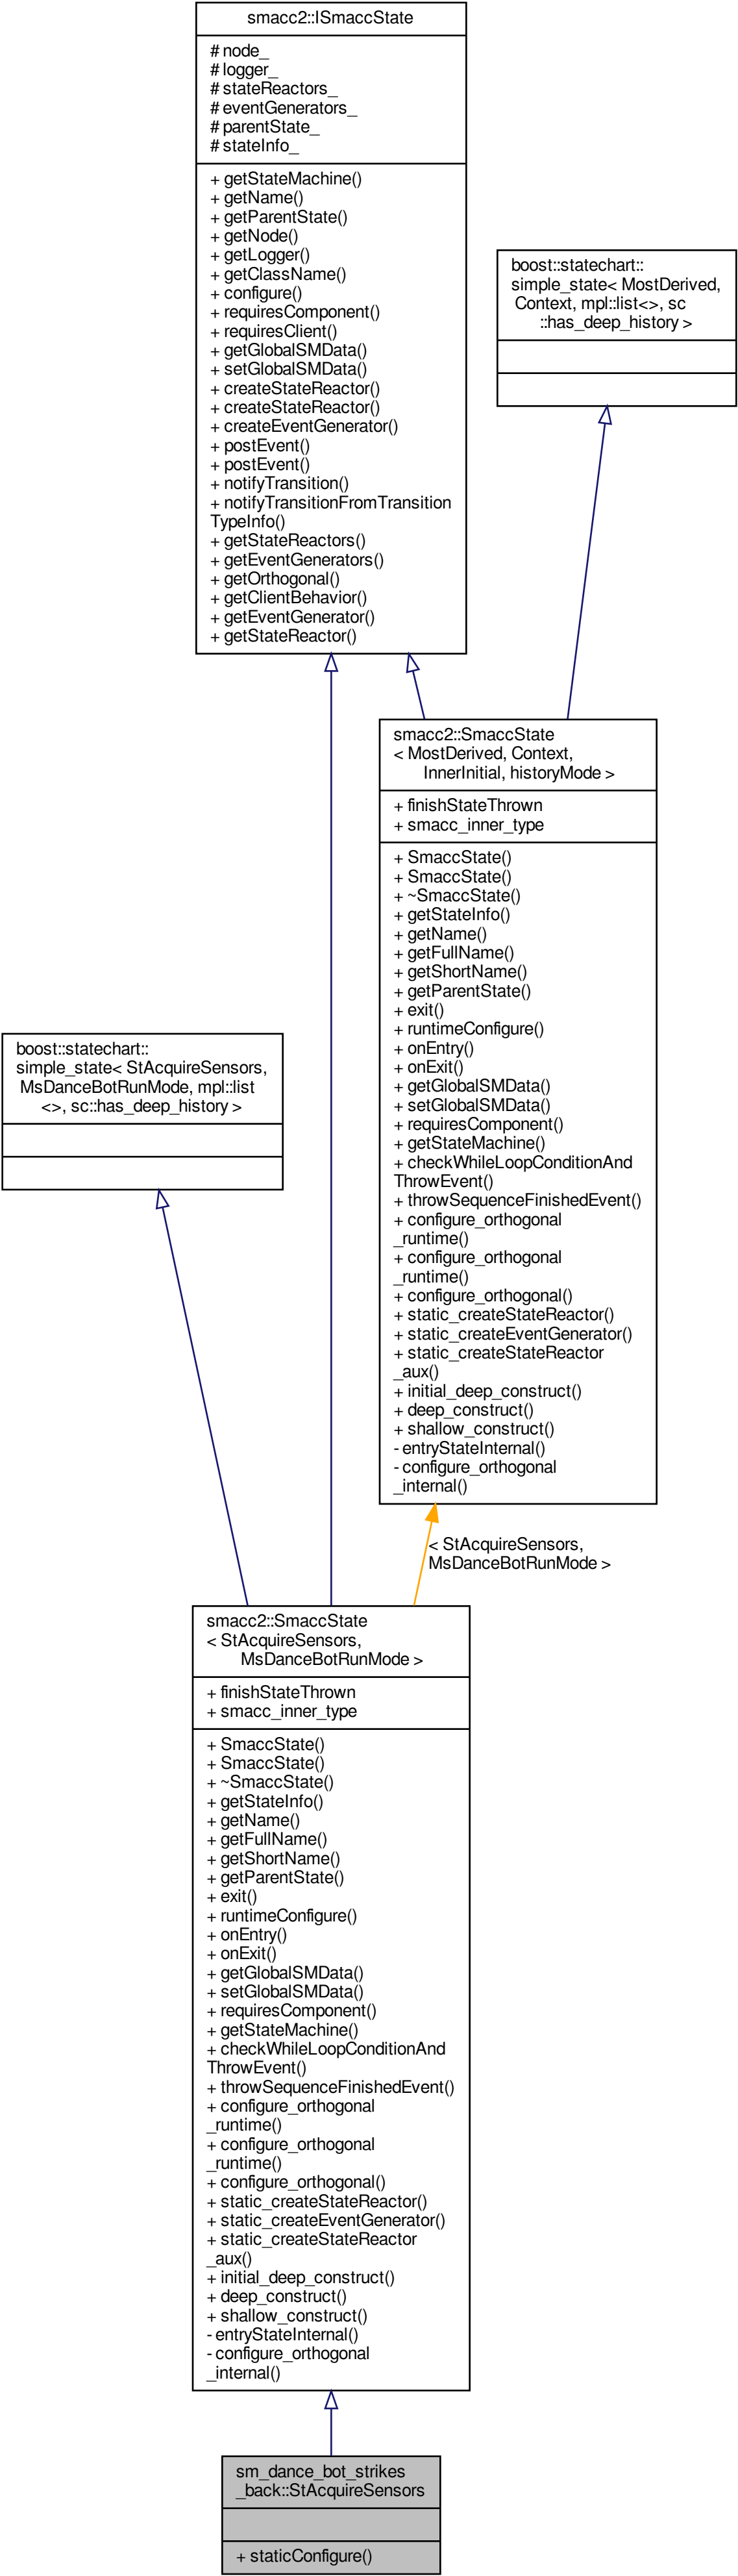 smacc2::ISmaccState
# node_
# logger_
# stateReactors_
# eventGenerators_
# parentState_
# stateInfo_
+ getStateMachine()
+ getName()
+ getParentState()
+ getNode()
+ getLogger()
+ getClassName()
+ configure()
+ requiresComponent()
+ requiresClient()
+ getGlobalSMData()
+ setGlobalSMData()
+ createStateReactor()
+ createStateReactor()
+ createEventGenerator()
+ postEvent()
+ postEvent()
+ notifyTransition()
+ notifyTransitionFromTransition
TypeInfo()
+ getStateReactors()
+ getEventGenerators()
+ getOrthogonal()
+ getClientBehavior()
+ getEventGenerator()
+ getStateReactor()
boost::statechart::
simple_state< MostDerived,
Context, mpl::list<>, sc
::has_deep_history >
smacc2::SmaccState
< MostDerived, Context,
InnerInitial, historyMode >
+ finishStateThrown
+ smacc_inner_type
+ SmaccState()
+ SmaccState()
+ ~SmaccState()
+ getStateInfo()
+ getName()
+ getFullName()
+ getShortName()
+ getParentState()
+ exit()
+ runtimeConfigure()
+ onEntry()
+ onExit()
+ getGlobalSMData()
+ setGlobalSMData()
+ requiresComponent()
+ getStateMachine()
+ checkWhileLoopConditionAnd
ThrowEvent()
+ throwSequenceFinishedEvent()
+ configure_orthogonal
_runtime()
+ configure_orthogonal
_runtime()
+ configure_orthogonal()
+ static_createStateReactor()
+ static_createEventGenerator()
+ static_createStateReactor
_aux()
+ initial_deep_construct()
+ deep_construct()
+ shallow_construct()
- entryStateInternal()
- configure_orthogonal
_internal()
boost::statechart::
simple_state< StAcquireSensors,
MsDanceBotRunMode, mpl::list
<>, sc::has_deep_history >
< StAcquireSensors,
MsDanceBotRunMode >
smacc2::SmaccState
< StAcquireSensors,
MsDanceBotRunMode >
+ finishStateThrown
+ smacc_inner_type
+ SmaccState()
+ SmaccState()
+ ~SmaccState()
+ getStateInfo()
+ getName()
+ getFullName()
+ getShortName()
+ getParentState()
+ exit()
+ runtimeConfigure()
+ onEntry()
+ onExit()
+ getGlobalSMData()
+ setGlobalSMData()
+ requiresComponent()
+ getStateMachine()
+ checkWhileLoopConditionAnd
ThrowEvent()
+ throwSequenceFinishedEvent()
+ configure_orthogonal
_runtime()
+ configure_orthogonal
_runtime()
+ configure_orthogonal()
+ static_createStateReactor()
+ static_createEventGenerator()
+ static_createStateReactor
_aux()
+ initial_deep_construct()
+ deep_construct()
+ shallow_construct()
- entryStateInternal()
- configure_orthogonal
_internal()
sm_dance_bot_strikes
_back::StAcquireSensors
+ staticConfigure()